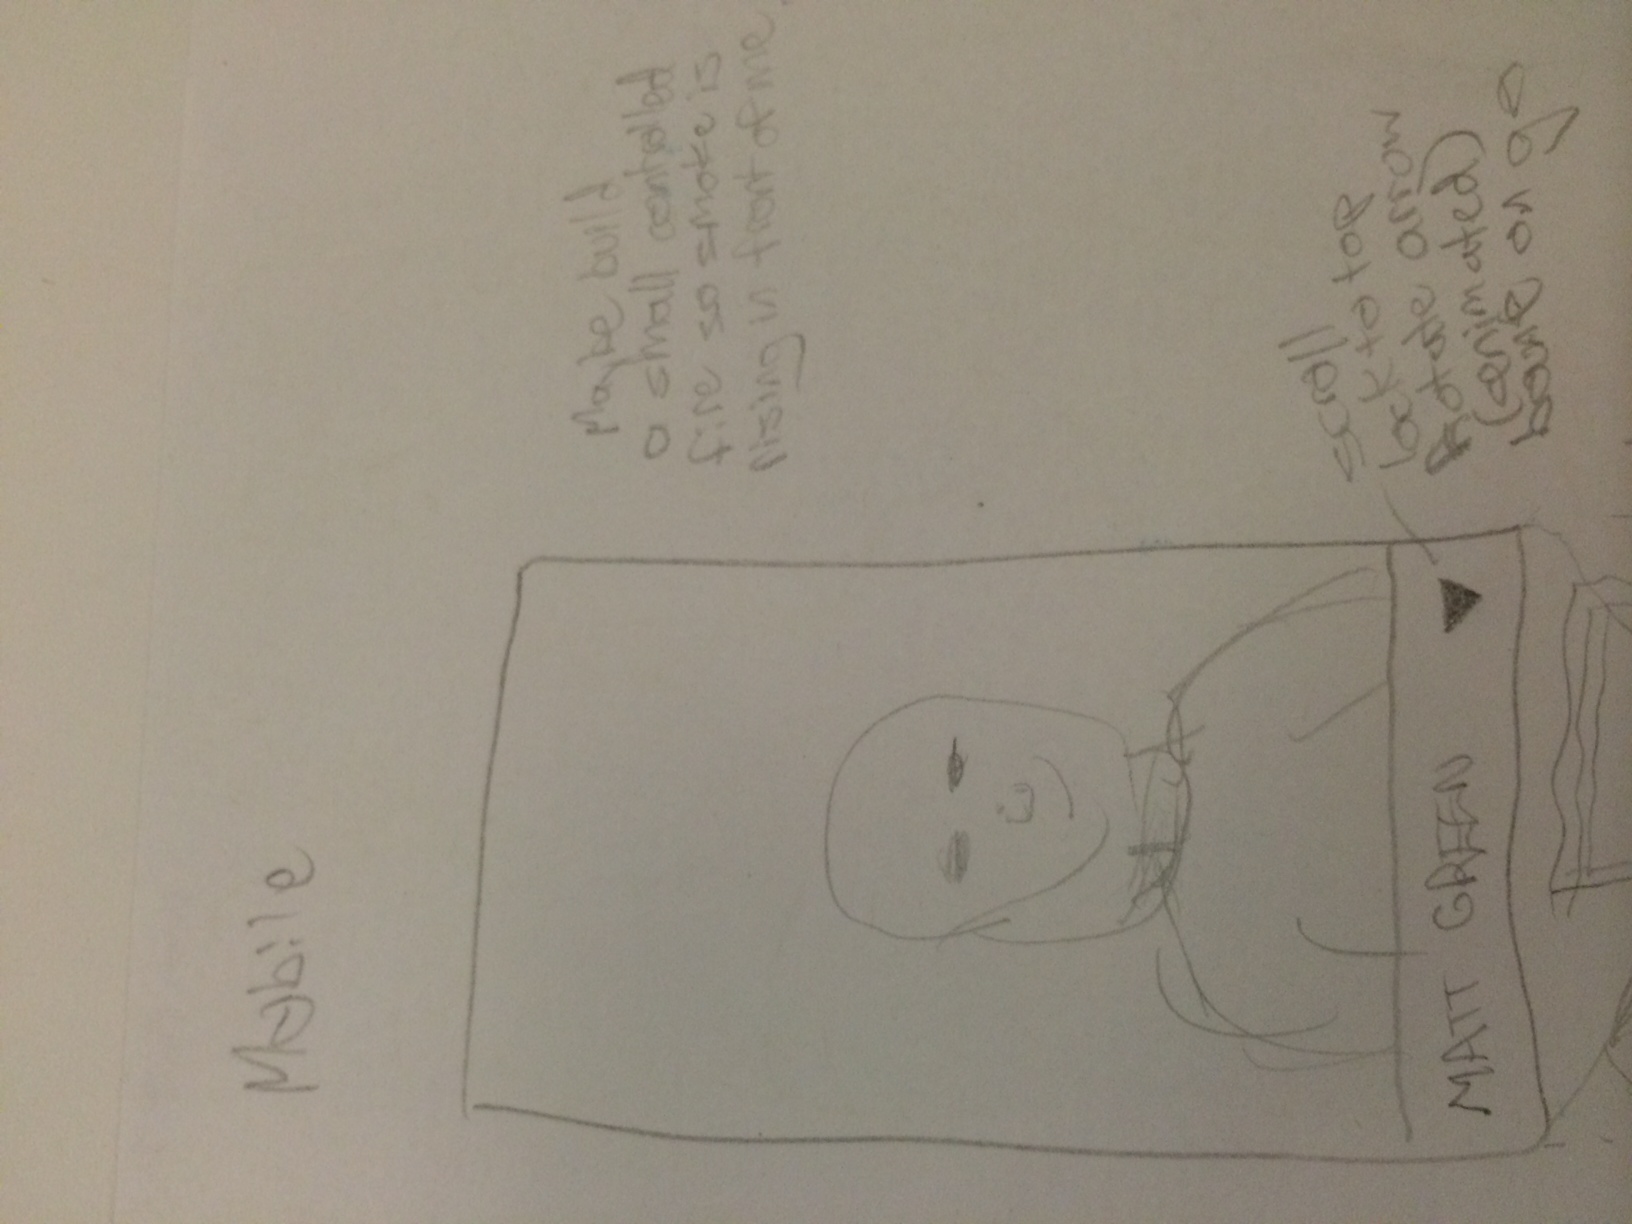 Mobile
Maybe build
a small controlled
fire so smoke is
rising in front of me.
MATT GREEN
scroll
lock to top
Rotate arrow
(animated)
on go